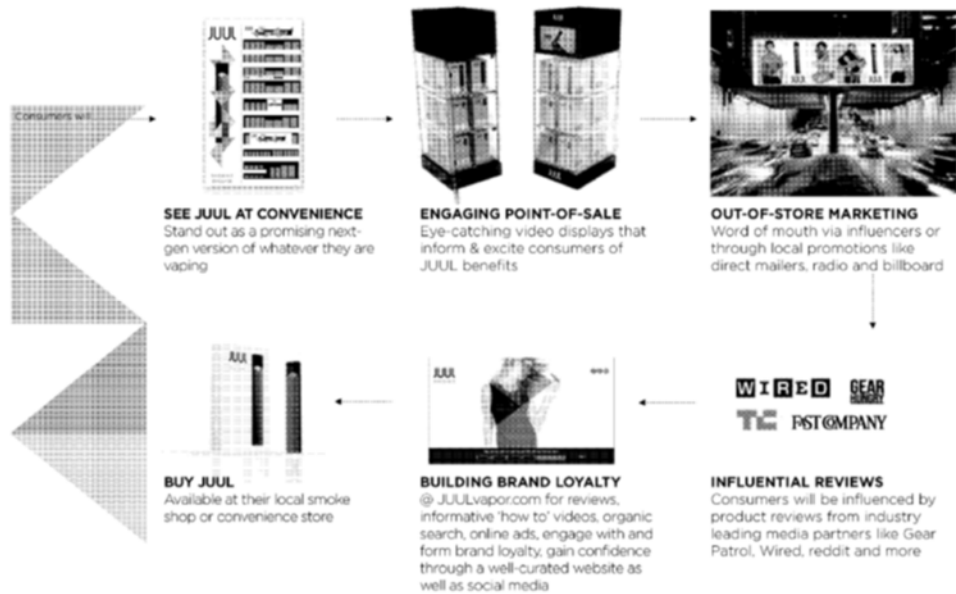 Consumers will
JUUL
JUUL
JUUL
JUUL
SEE JUUL AT CONVENIENCE
Stand out as a promising next-
gen version of whatever they are
vaping
ENGAGING POINT-OF-SALE
Eye-catching video displays that
inform & excite consumers of
JUUL benefits
OUT-OF-STORE MARKETING
Word of mouth via influencers or
through local promotions like
direct mailers, radio and billboard
JUUL
JUUL
WIRED
GEAR
HUNGRY
TC
FAST COMPANY
BUY JUUL
Available at their local smoke
shop or convenience store
BUILDING BRAND LOYALTY
@ JUULvapor.com for reviews,
informative 'how to' videos, organic
search, online ads, engage with and
form brand loyalty, gain confidence
through a well-curated website as
well as social media
INFLUENTIAL REVIEWS
Consumers will be influenced by
product reviews from industry
leading media partners like Gear
Patrol, Wired, reddit and more